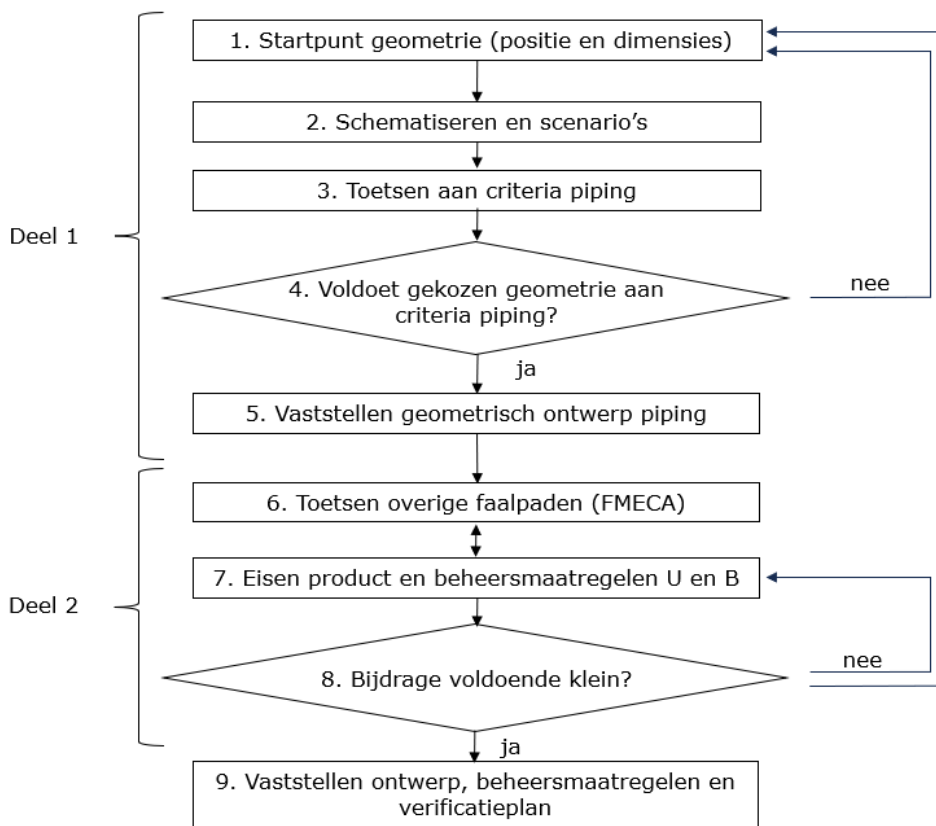 1. Startpunt geometrie (positie en dimensies)
2. Schematiseren en scenario's
3. Toetsen aan criteria piping
Deel 1
4. Voldoet gekozen geometrie aan
criteria piping?
nee
ja
5. Vaststellen geometrisch ontwerp piping
6. Toetsen overige faalpaden (FMECA)
7. Eisen product en beheersmaatregelen U en B
Deel 2
nee
8. Bijdrage voldoende klein?
ja
9. Vaststellen ontwerp, beheersmaatregelen en
verificatieplan